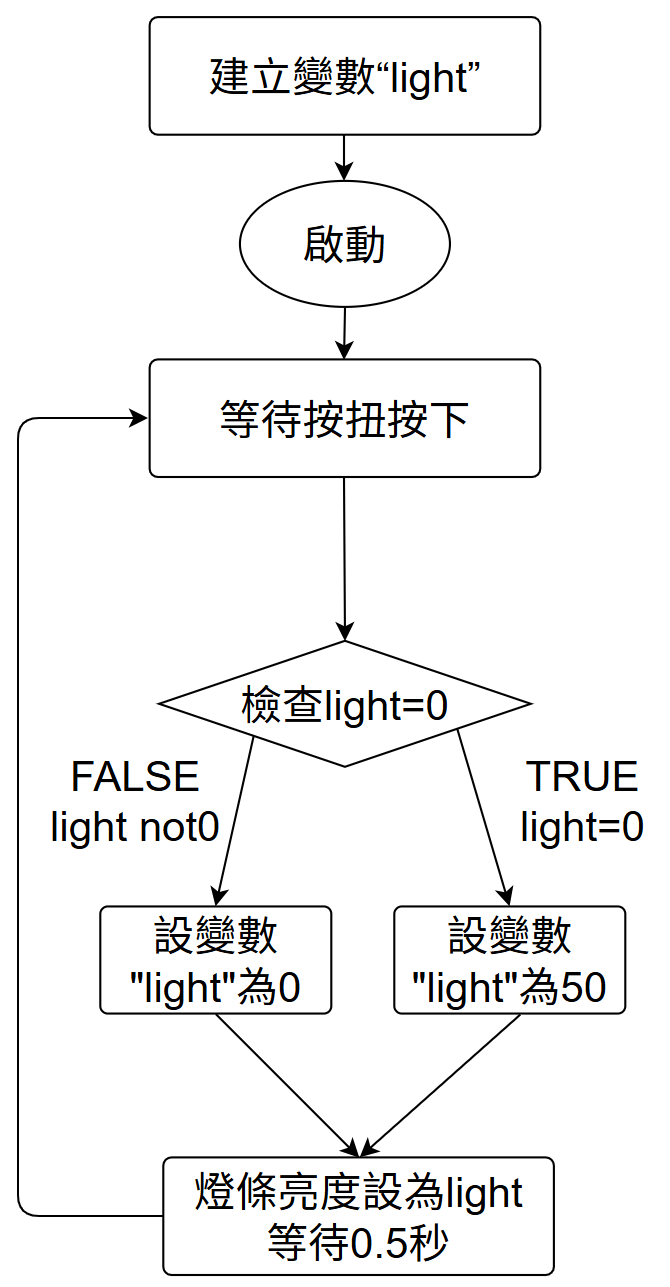 建立變數“light”
啟動
等待按扭按下
檢查light=0
FALSE
light not0
TRUE
light=0
設變數
"light"為0
設變數
"light"為50
燈條亮度設為light
等待0.5秒